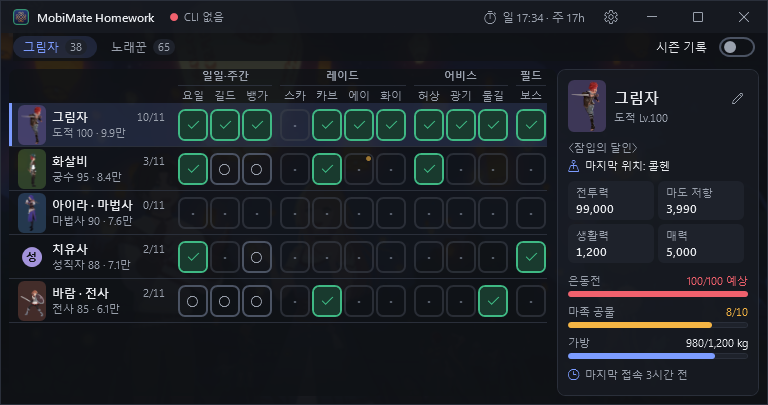 MobiMate Homework CLI 없음 일 17:34 · 주 17h
그림자 38 노래꾼 65 시즌 기록
일일·주간 레이드 어비스 필드
요일 길드 뱅가 스카 카브 에이 화이 허상 광기 물길 보스
그림자 10/11
도적 100 · 9.9만
화살비 3/11
궁수 95 · 8.4만
아이라 · 마법사 0/11
마법사 90 · 7.6만
성
치유사 2/11
성직자 88 · 7.1만
바람 · 전사 2/11
전사 85 · 6.1만
그림자
도적 Lv.100
<잠입의 달인>
마지막 위치: 콜헨
전투력 마도 저항
99,000 3,990
생활력 매력
1,200 5,000
은동전 100/100 예상
마족 공물 8/10
가방 980/1,200 kg
마지막 접속 3시간 전